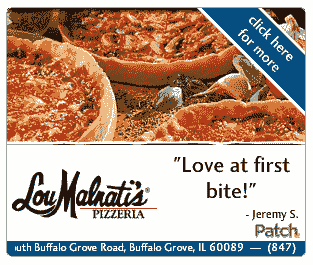 click here
for more
"Love at first
bite!"
Lou Malnati's®
PIZZERIA
- Jeremy S.
Patch
uth Buffalo Grove Road, Buffalo Grove, IL 60089 — (847)